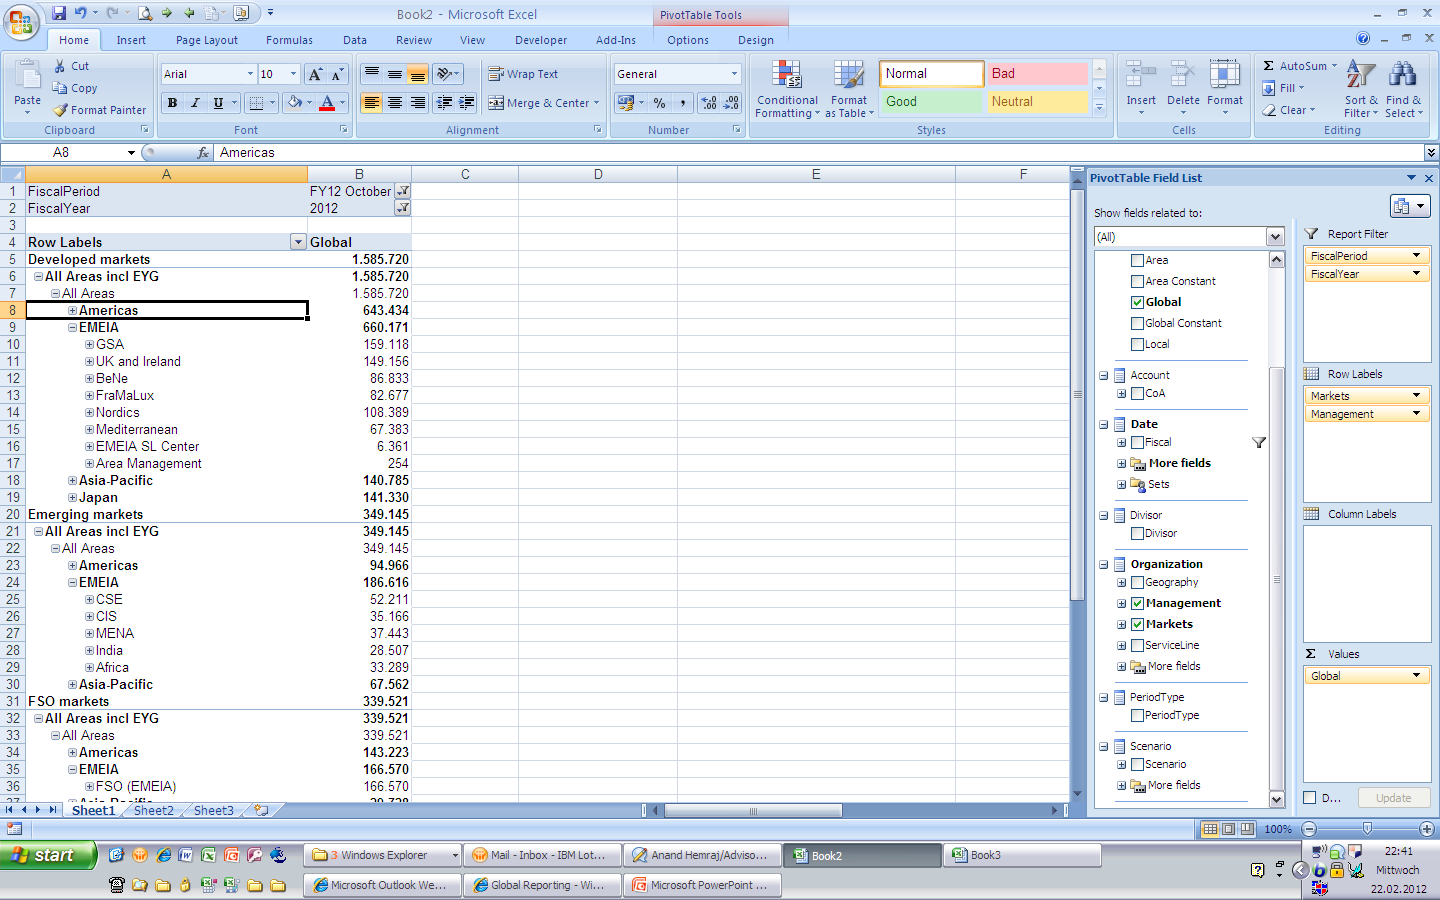 Book2 - Microsoft Excel
PivotTable Tools
Home Insert Page Layout Formulas Data Review View Developer Add-Ins Options Design
Paste
Cut
Copy
Format Painter
Clipboard
Arial 10
B I U
Font
Wrap Text
Merge & Center
Alignment
General
% ,
Number
Conditional Formatting
Format as Table
Normal Bad
Good Neutral
Styles
Insert Delete Format
Cells
Σ AutoSum
Fill
Clear
Sort & Filter
Find & Select
Editing
A8 fx Americas
A B C D E F
1 FiscalPeriod FY12 October
2 FiscalYear 2012
3
4 Row Labels Global
5 Developed markets 1.585.720
6 All Areas incl EYG 1.585.720
7 All Areas 1.585.720
8 Americas 643.434
9 EMEIA 660.171
10 GSA 159.118
11 UK and Ireland 149.156
12 BeNe 86.833
13 FraMaLux 82.677
14 Nordics 108.389
15 Mediterranean 67.383
16 EMEIA SL Center 6.361
17 Area Management 254
18 Asia-Pacific 140.785
19 Japan 141.330
20 Emerging markets 349.145
21 All Areas incl EYG 349.145
22 All Areas 349.145
23 Americas 94.966
24 EMEIA 186.616
25 CSE 52.211
26 CIS 35.166
27 MENA 37.443
28 India 28.507
29 Africa 33.289
30 Asia-Pacific 67.562
31 FSO markets 339.521
32 All Areas incl EYG 339.521
33 All Areas 339.521
34 Americas 143.223
35 EMEIA 166.570
36 FSO (EMEIA) 166.570
Sheet1 Sheet2 Sheet3
PivotTable Field List
Show fields related to:
(All)
Area
Area Constant
Global
Global Constant
Local
Account
CoA
Date
Fiscal
More fields
Sets
Divisor
Divisor
Organization
Geography
Management
Markets
ServiceLine
More fields
PeriodType
PeriodType
Scenario
Scenario
More fields
Report Filter
FiscalPeriod
FiscalYear
Row Labels
Markets
Management
Column Labels
Σ Values
Global
D... Update
100%
start
3 Windows Explorer
Mail - Inbox - IBM Lot...
Anand Hemraj/Adviso...
Book2
Book3
Microsoft Outlook We...
Global Reporting - Wi...
Microsoft PowerPoint ...
22:41
Mittwoch
22.02.2012